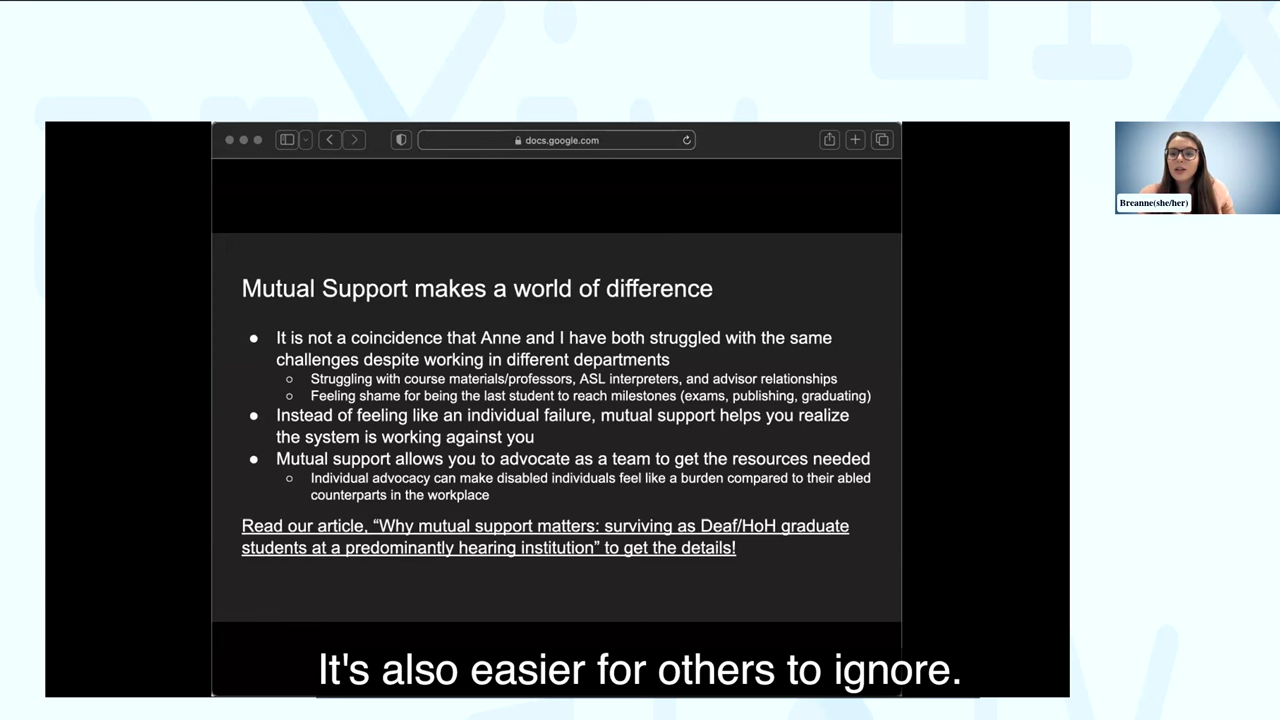 docs.google.com
Breanne(she/her)
Mutual Support makes a world of difference
● It is not a coincidence that Anne and I have both struggled with the same
challenges despite working in different departments
○ Struggling with course materials/professors, ASL interpreters, and advisor relationships
○ Feeling shame for being the last student to reach milestones (exams, publishing, graduating)
● Instead of feeling like an individual failure, mutual support helps you realize
the system is working against you
● Mutual support allows you to advocate as a team to get the resources needed
○ Individual advocacy can make disabled individuals feel like a burden compared to their abled
counterparts in the workplace
Read our article, “Why mutual support matters: surviving as Deaf/HoH graduate
students at a predominantly hearing institution” to get the details!
It's also easier for others to ignore.